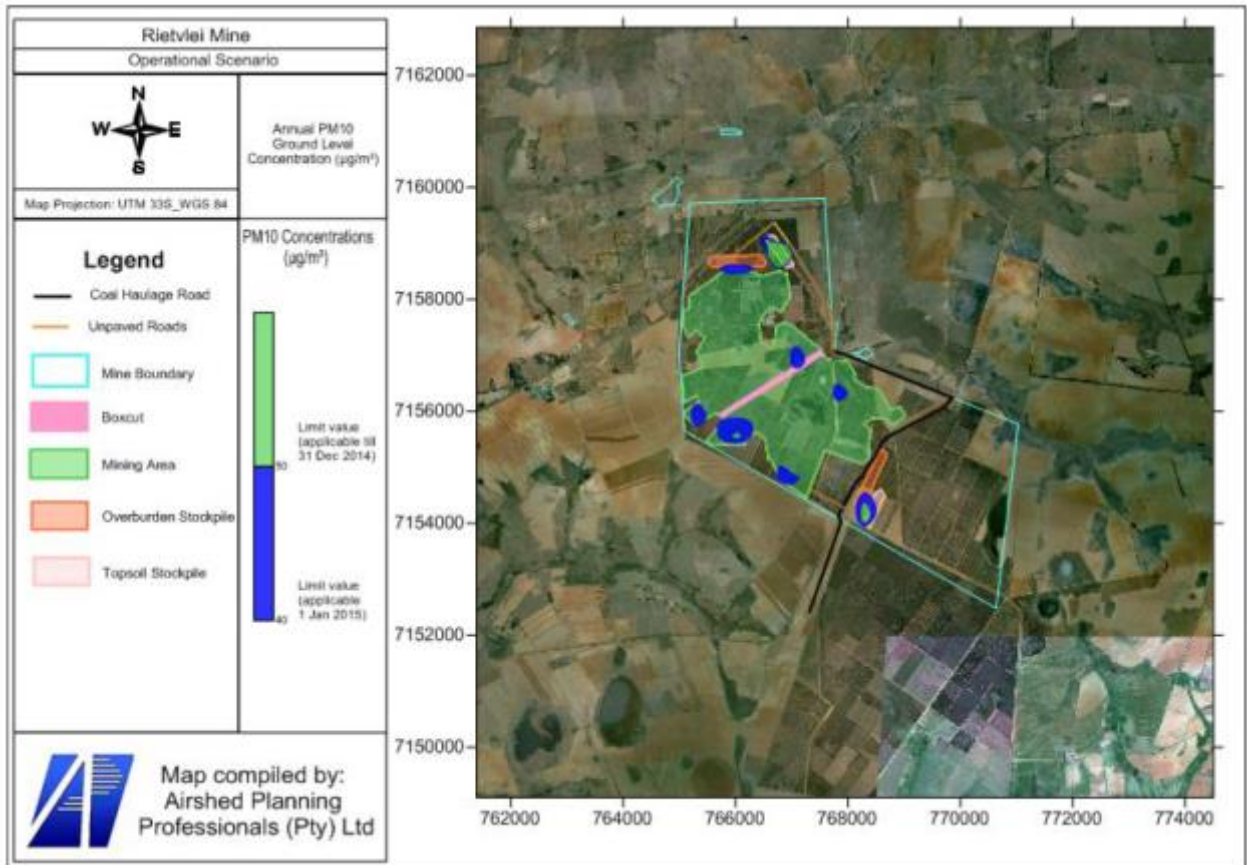 Rietvlei Mine
Operational Scenario
N
W E
S
Annual PM10
Ground Level
Concentration (µg/m³)
Map Projection: UTM 33S_WGS 84
Legend
Coal Haulage Road
Unpaved Roads
Mine Boundary
Boxcut
Mining Area
Overburden Stockpile
Topsoil Stockpile
PM10 Concentrations
(µg/m³)
Limit value
(applicable till
31 Dec 2014)
50
Limit value
(applicable
1 Jan 2015)
40
Map compiled by:
Airshed Planning
Professionals (Pty) Ltd
7162000
7160000
7158000
7156000
7154000
7152000
7150000
762000 764000 766000 768000 770000 772000 774000